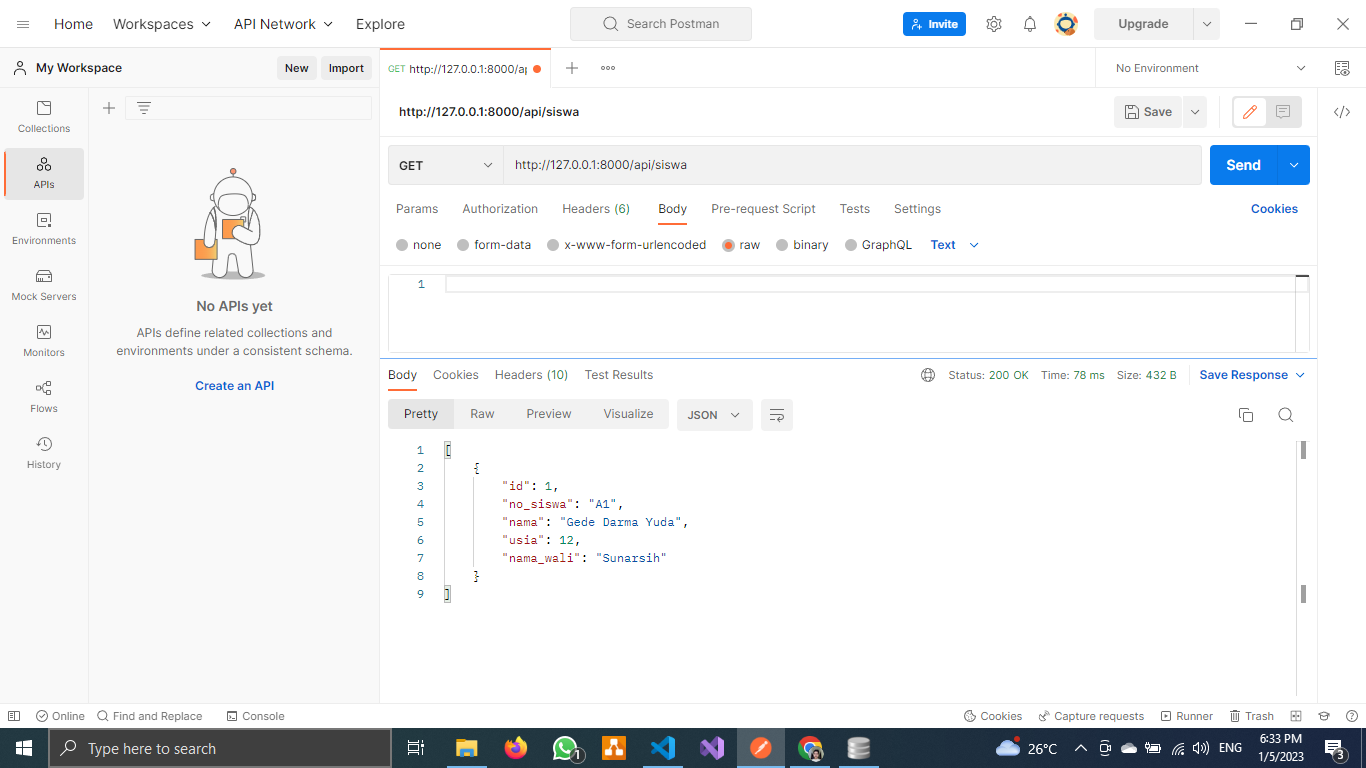 Home Workspaces API Network Explore Search Postman Invite Upgrade
My Workspace New Import GET http://127.0.0.1:8000/ap No Environment
Collections
APIs
Environments
Mock Servers
Monitors
Flows
History
No APIs yet
APIs define related collections and
environments under a consistent schema.
Create an API
http://127.0.0.1:8000/api/siswa Save
GET http://127.0.0.1:8000/api/siswa Send
Params Authorization Headers (6) Body Pre-request Script Tests Settings Cookies
none form-data x-www-form-urlencoded raw binary GraphQL Text
1
Body Cookies Headers (10) Test Results Status: 200 OK Time: 78 ms Size: 432 B Save Response
Pretty Raw Preview Visualize JSON
1 [
2 {
3 "id": 1,
4 "no_siswa": "A1",
5 "nama": "Gede Darma Yuda",
6 "usia": 12,
7 "nama_wali": "Sunarsih"
8 }
9 ]
Online Find and Replace Console Cookies Capture requests Runner Trash
Type here to search 1 26°C ENG 6:33 PM
1/5/2023 3